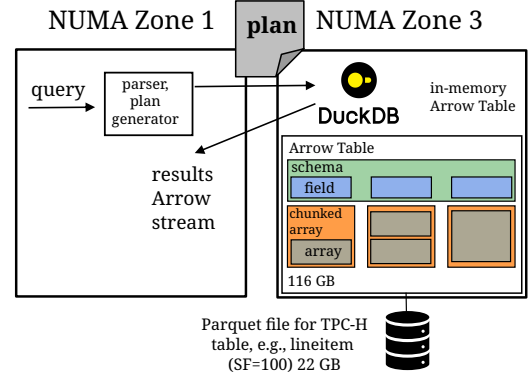 NUMA Zone 1
plan
NUMA Zone 3
query
parser,
plan
generator
results
Arrow
stream
DuckDB
in-memory
Arrow Table
Arrow Table
schema
field
chunked
array
array
116 GB
Parquet file for TPC-H
table, e.g., lineitem
(SF=100) 22 GB